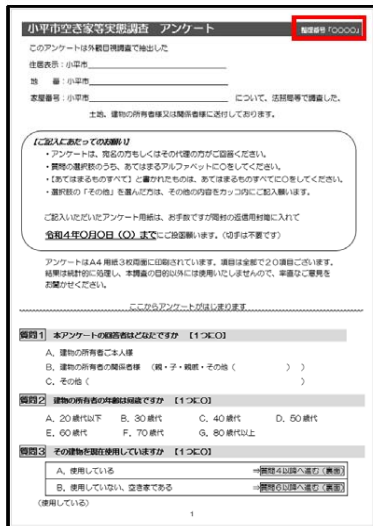 小平市空き家等実態調査　アンケート
整理番号「〇〇〇〇」
このアンケートは外観目視調査で抽出した
住居表示：小平市
地　　番：小平市
家屋番号：小平市　について、法務局等で調査した、
土地、建物の所有者様又は関係者様に送付しております。
【ご記入にあたってのお願い】
・アンケートは、宛名の方もしくはその代理の方がご回答ください。
・質問の選択肢のうち、あてはまるアルファベットに〇をしてください。
・【あてはまるものすべて】と書かれたものは、あてはまるものすべてに〇をしてください。
・選択肢の「その他」を選んだ方は、その他の内容をカッコ内にご記入願います。
ご記入いただいたアンケート用紙は、お手数ですが同封の返信用封筒に入れて
令和４年〇月〇日（〇）までにご投函願います。（切手は不要です）
アンケートはA４用紙３枚両面に印刷されています。項目は全部で２０項目ございます。
結果は統計的に処理し、本調査の目的以外には使用いたしませんので、率直なご意見を
お聞かせください。
ここからアンケートがはじまります
質問１　本アンケートの回答者はどなたですか　【１つに〇】
A、建物の所有者ご本人様
B、建物の所有者の関係者様　（親・子・親戚・その他（　　　　）　）
C、その他（　　　　）
質問２　建物の所有者の年齢は何歳ですか　【１つに〇】
A、２０歳代以下　B、３０歳代　C、４０歳代　D、５０歳代
E、６０歳代　F、７０歳代　G、８０歳代以上
質問３　その建物を現在使用していますか　【１つに〇】
A、使用している　⇒質問４以降へ進む（裏面）
B、使用していない、空き家である　⇒質問６以降へ進む（裏面）
（使用している）
1